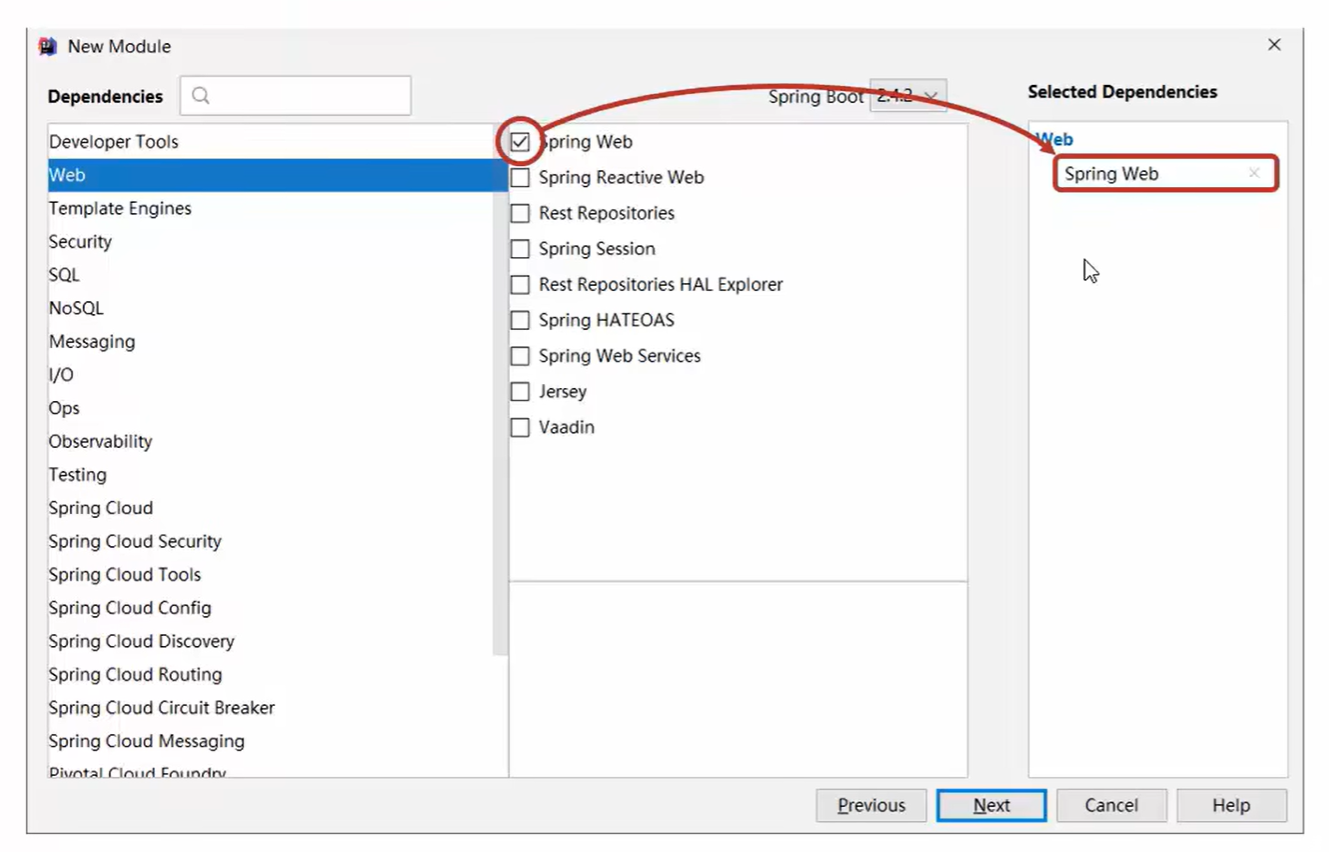 New Module
Dependencies
Spring Boot 2.4.2
Selected Dependencies
Developer Tools
Web
Template Engines
Security
SQL
NoSQL
Messaging
I/O
Ops
Observability
Testing
Spring Cloud
Spring Cloud Security
Spring Cloud Tools
Spring Cloud Config
Spring Cloud Discovery
Spring Cloud Routing
Spring Cloud Circuit Breaker
Spring Cloud Messaging
Pivotal Cloud Foundry
Spring Web
Spring Reactive Web
Rest Repositories
Spring Session
Rest Repositories HAL Explorer
Spring HATEOAS
Spring Web Services
Jersey
Vaadin
Web
Spring Web
Previous
Next
Cancel
Help